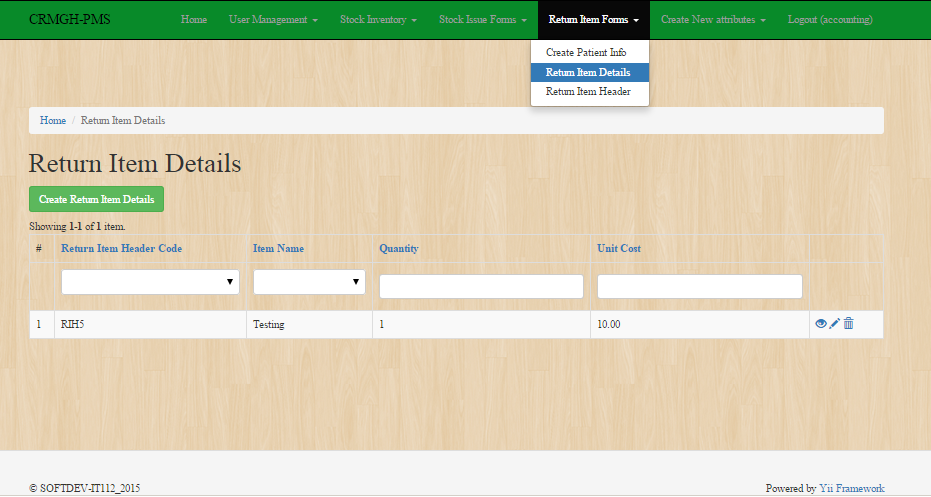 CRMGH-PMS Home User Management Stock Inventory Stock Issue Forms Return Item Forms Create New attributes Logout (accounting)
Create Patient Info
Return Item Details
Return Item Header
Home / Return Item Details
Return Item Details
Create Return Item Details
Showing 1-1 of 1 item.
# Return Item Header Code Item Name Quantity Unit Cost
1 RIH5 Testing 1 10.00
© SOFTDEV-IT112_2015 Powered by Yii Framework